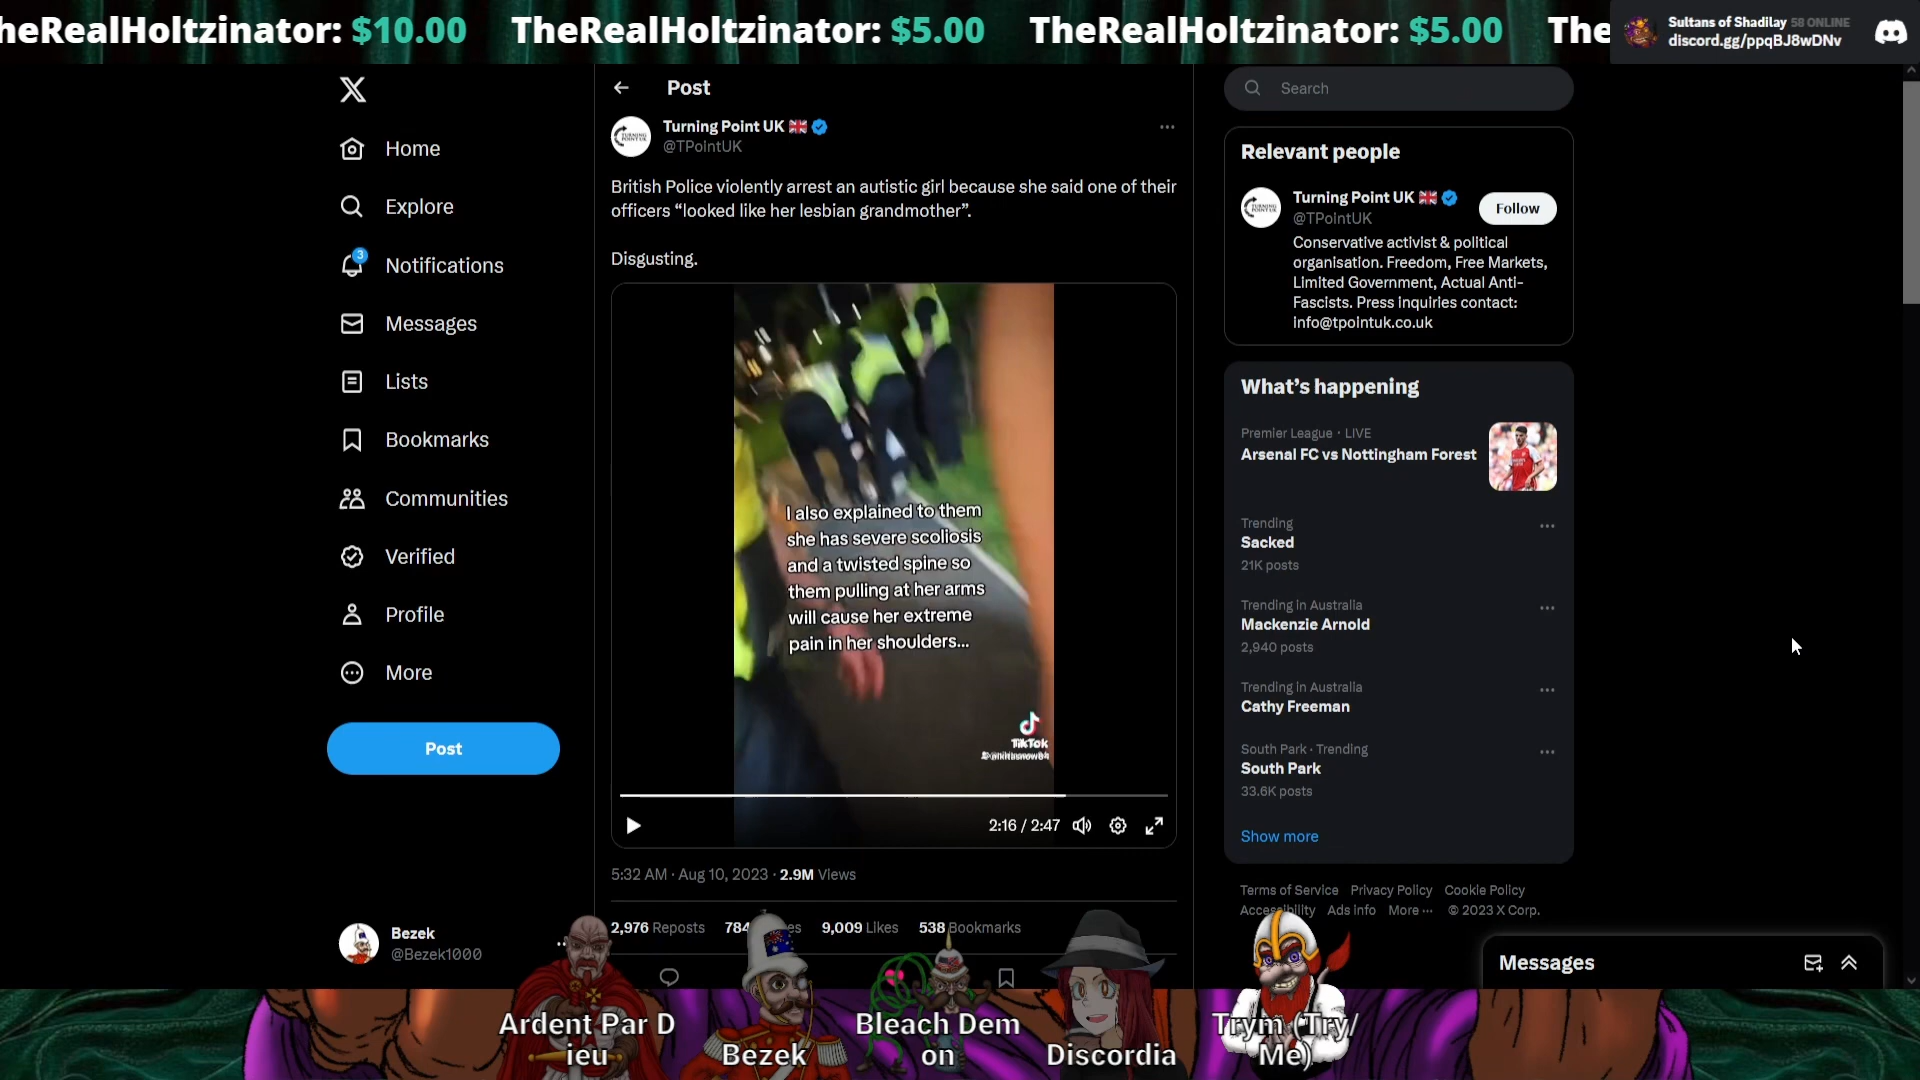 heRealHoltzinator: $10.00 TheRealHoltzinator: $5.00 TheRealHoltzinator: $5.00 The
Sultans of Shadilay 58 ONLINE
discord.gg/ppqBJ8wDNv
Home
Explore
3
Notifications
Messages
Lists
Bookmarks
Communities
Verified
Profile
More
Post
Bezek
@Bezek1000
Post
Turning Point UK
@TPointUK
British Police violently arrest an autistic girl because she said one of their
officers “looked like her lesbian grandmother”.
Disgusting.
I also explained to them
she has severe scoliosis
and a twisted spine so
them pulling at her arms
will cause her extreme
pain in her shoulders...
TikTok
2:16 / 2:47
5:32 AM · Aug 10, 2023 · 2.9M Views
2,976 Reposts 784 es 9,009 Likes 538 Bookmarks
Search
Relevant people
Turning Point UK
@TPointUK
Follow
Conservative activist & political
organisation. Freedom, Free Markets,
Limited Government, Actual Anti-
Fascists. Press inquiries contact:
info@tpointuk.co.uk
What’s happening
Premier League · LIVE
Arsenal FC vs Nottingham Forest
Trending
Sacked
21K posts
Trending in Australia
Mackenzie Arnold
2,940 posts
Trending in Australia
Cathy Freeman
South Park · Trending
South Park
33.6K posts
Show more
Terms of Service Privacy Policy Cookie Policy
Accessibility Ads info More ··· © 2023 X Corp.
Messages
Ardent Par D
ieu
Bezek
Bleach Dem
on
Discordia
Trym (Try/
Me)